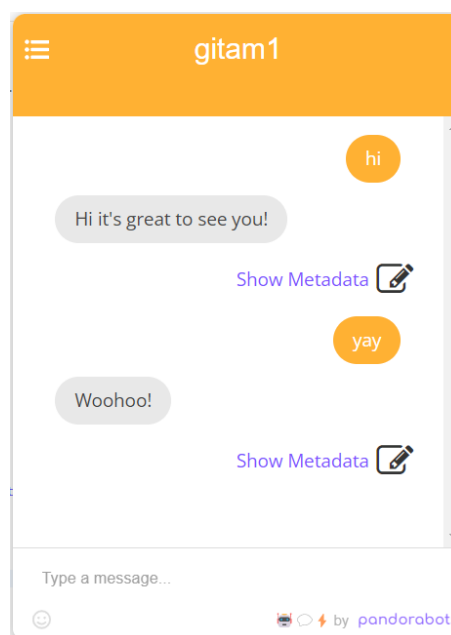 gitam1
hi
Hi it's great to see you!
Show Metadata
yay
Woohoo!
Show Metadata
Type a message...
by pandorabot